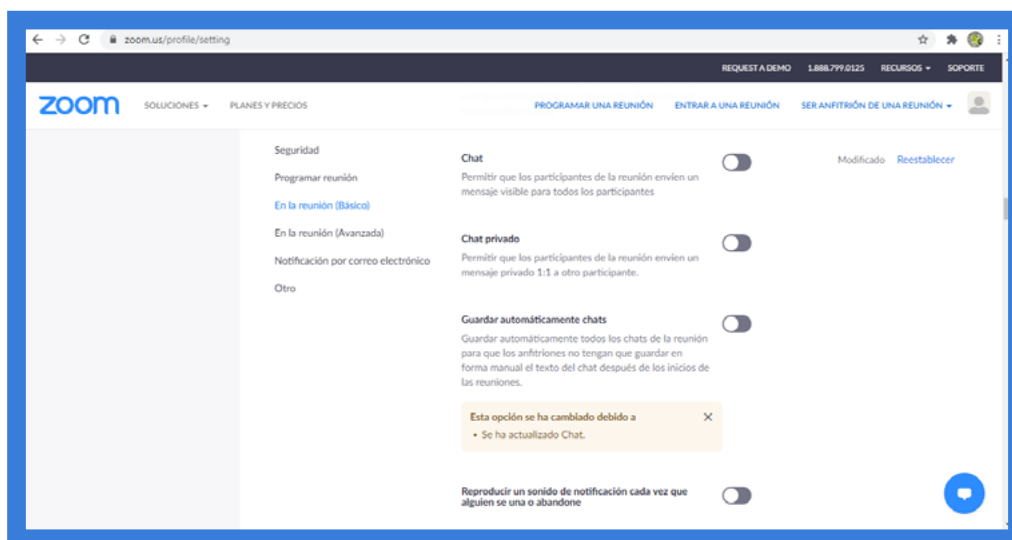 zoom.us/profile/setting
REQUEST A DEMO 1.888.799.0125 RECURSOS SOPORTE
zoom SOLUCIONES PLANES Y PRECIOS PROGRAMAR UNA REUNIÓN ENTRAR A UNA REUNIÓN SER ANFITRIÓN DE UNA REUNIÓN
Seguridad
Programar reunión
En la reunión (Básico)
En la reunión (Avanzada)
Notificación por correo electrónico
Otro
Chat
Modificado Reestablecer
Permitir que los participantes de la reunión envíen un
mensaje visible para todos los participantes
Chat privado
Permitir que los participantes de la reunión envíen un
mensaje privado 1:1 a otro participante.
Guardar automáticamente chats
Guardar automáticamente todos los chats de la reunión
para que los anfitriones no tengan que guardar en
forma manual el texto del chat después de los inicios de
las reuniones.
Esta opción se ha cambiado debido a
• Se ha actualizado Chat.
Reproducir un sonido de notificación cada vez que
alguien se una o abandone